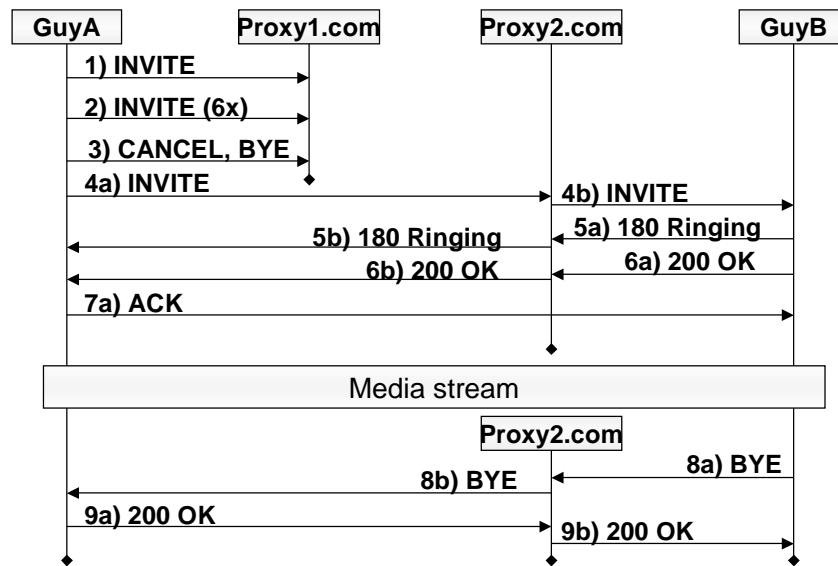 GuyA Proxy1.com Proxy2.com GuyB
1) INVITE
2) INVITE (6x)
3) CANCEL, BYE
4a) INVITE
4b) INVITE
5a) 180 Ringing
5b) 180 Ringing
6a) 200 OK
6b) 200 OK
7a) ACK
Media stream
Proxy2.com
8a) BYE
8b) BYE
9a) 200 OK
9b) 200 OK